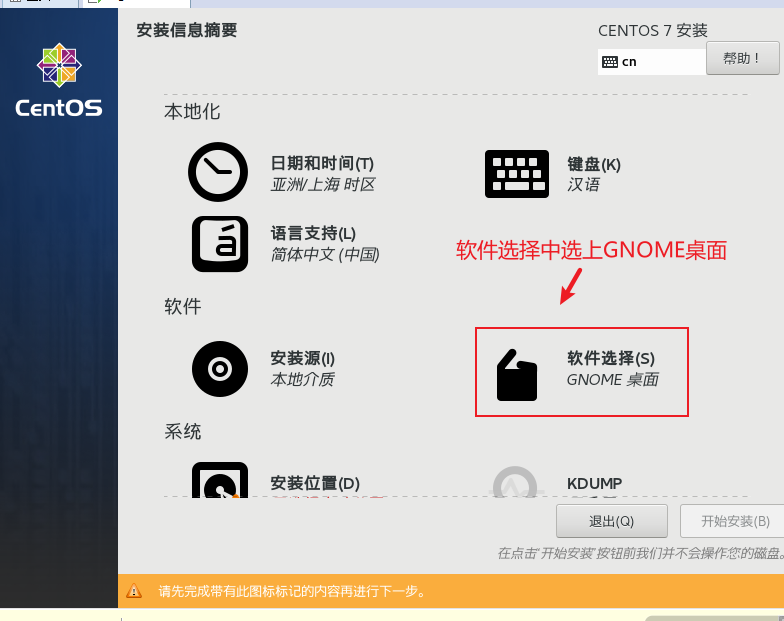 安装信息摘要
CENTOS 7 安装
cn
帮助！
CentOS
本地化
日期和时间(T)
亚洲/上海 时区
键盘(K)
汉语
语言支持(L)
简体中文 (中国)
软件选择中选上GNOME桌面
软件
安装源(I)
本地介质
软件选择(S)
GNOME 桌面
系统
安装位置(D)
KDUMP
退出(Q)
开始安装(B)
在点击'开始安装'按钮前我们并不会操作您的磁盘。
请先完成带有此图标标记的内容再进行下一步。